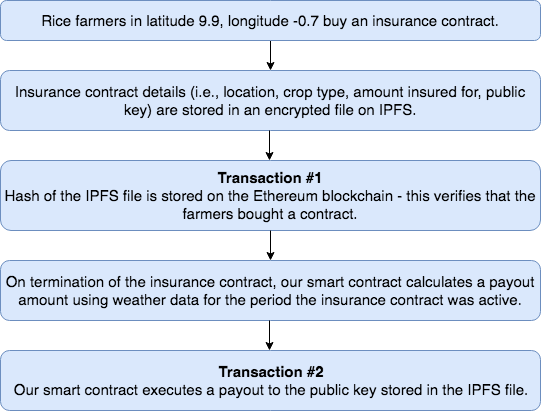 Rice farmers in latitude 9.9, longitude -0.7 buy an insurance contract.
Insurance contract details (i.e., location, crop type, amount insured for, public
key) are stored in an encrypted file on IPFS.
Transaction #1
Hash of the IPFS file is stored on the Ethereum blockchain - this verifies that the
farmers bought a contract.
On termination of the insurance contract, our smart contract calculates a payout
amount using weather data for the period the insurance contract was active.
Transaction #2
Our smart contract executes a payout to the public key stored in the IPFS file.